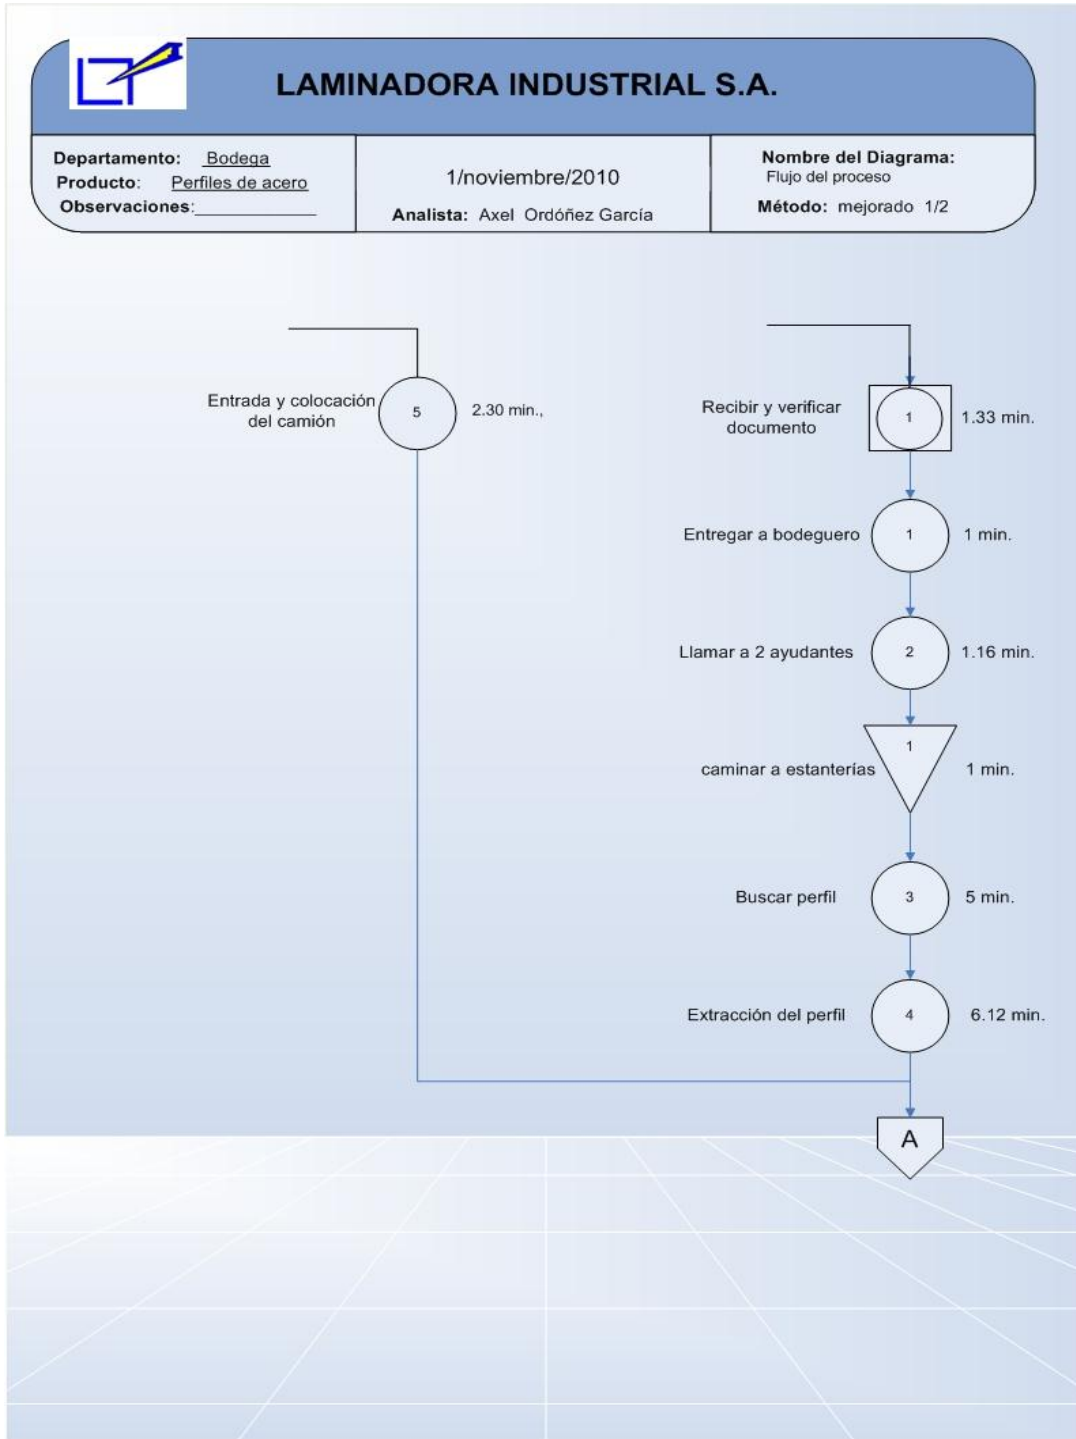 LAMINADORA INDUSTRIAL S.A.
Departamento: Bodega
Producto: Perfiles de acero
Observaciones:______________
1/noviembre/2010
Analista: Axel Ordóñez García
Nombre del Diagrama:
Flujo del proceso
Método: mejorado 1/2
Entrada y colocación
del camión
5
2.30 min.,
Recibir y verificar
documento
1
1.33 min.
Entregar a bodeguero
1
1 min.
Llamar a 2 ayudantes
2
1.16 min.
caminar a estanterías
1
1 min.
Buscar perfil
3
5 min.
Extracción del perfil
4
6.12 min.
A